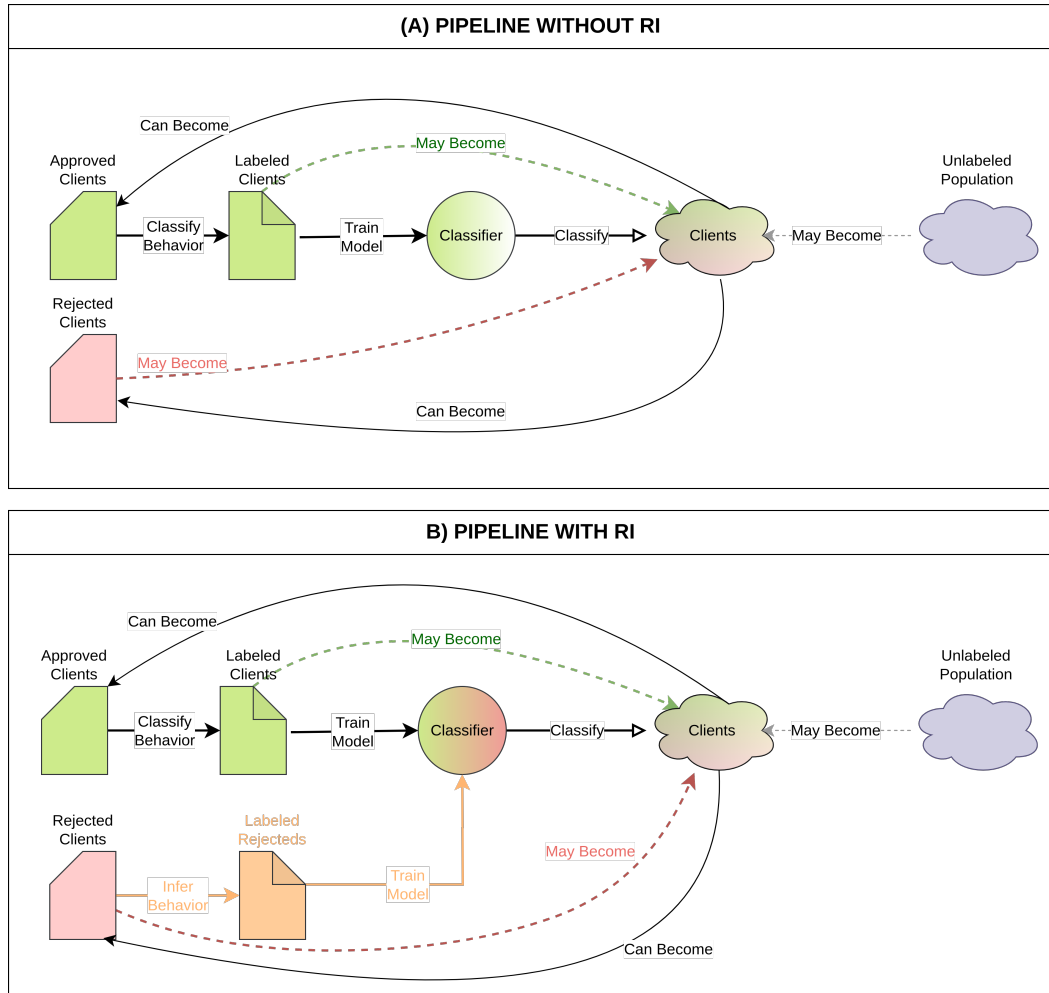 (A) PIPELINE WITHOUT RI
Can Become
May Become
Approved
Clients
Labeled
Clients
Unlabeled
Population
Classify
Behavior
Train
Model
Classifier
Classify
Clients
May Become
Rejected
Clients
May Become
Can Become
B) PIPELINE WITH RI
Can Become
May Become
Approved
Clients
Labeled
Clients
Unlabeled
Population
Classify
Behavior
Train
Model
Classifier
Classify
Clients
May Become
Rejected
Clients
Labeled
Rejecteds
May Become
Infer
Behavior
Train
Model
Can Become